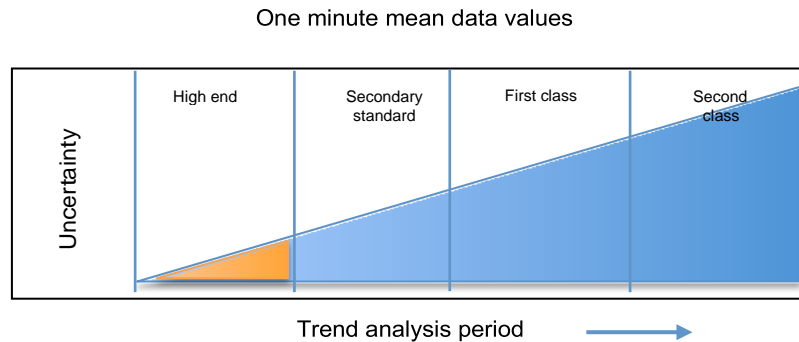 One minute mean data values
High end
Secondary
standard
First class
Second
class
Uncertainty
Trend analysis period